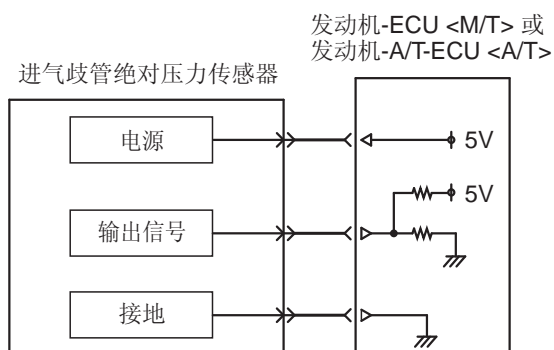 发动机-ECU <M/T> 或
发动机-A/T-ECU <A/T>
进气歧管绝对压力传感器
电源
5V
5V
输出信号
接地